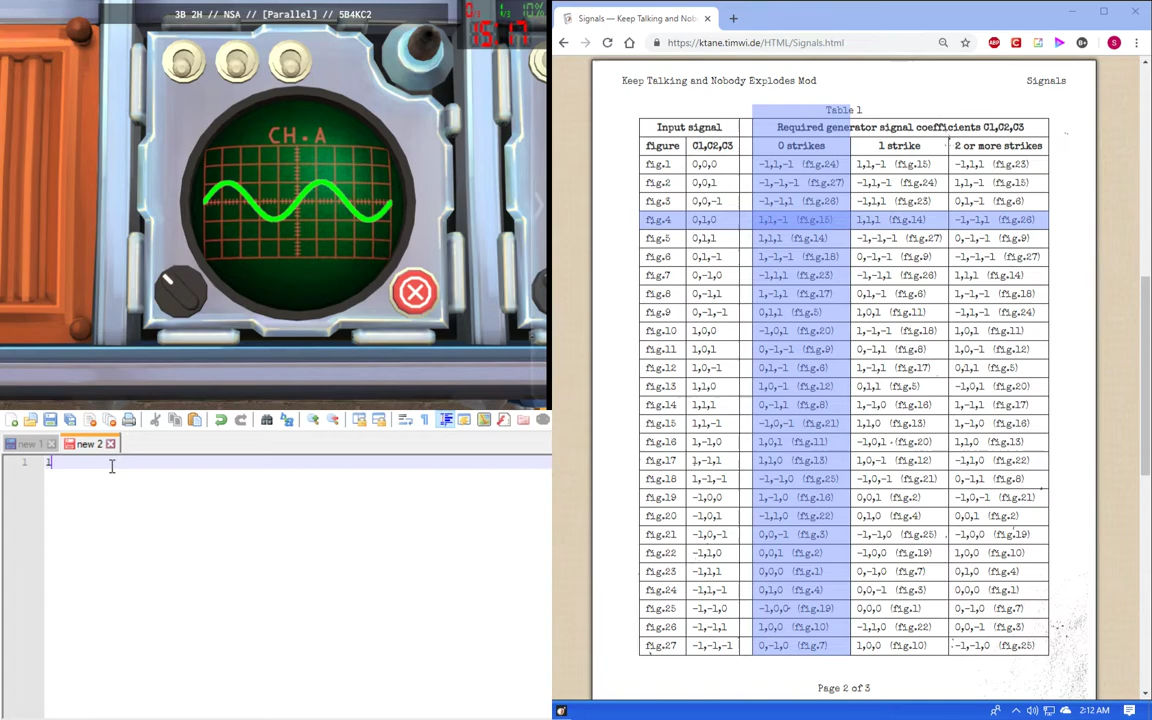 3B 2H // NSA // [Parallel] // 5B4KC2
1/3 10%
15.17
CH.A
Signals — Keep Talking and Nob
https://ktane.timwi.de/HTML/Signals.html
Keep Talking and Nobody Explodes Mod Signals
Table 1
Input signal Required generator signal coefficients C1,C2,C3
figure C1,C2,C3 0 strikes 1 strike 2 or more strikes
fig.1 0,0,0 -1,1,-1 (fig.24) 1,1,-1 (fig.15) -1,1,1 (fig.23)
fig.2 0,0,1 -1,-1,-1 (fig.27) -1,1,-1 (fig.24) 1,1,-1 (fig.15)
fig.3 0,0,-1 -1,-1,1 (fig.26) -1,1,1 (fig.23) 0,1,-1 (fig.6)
fig.4 0,1,0 1,1,-1 (fig.15) 1,1,1 (fig.14) -1,-1,1 (fig.26)
fig.5 0,1,1 1,1,1 (fig.14) -1,-1,-1 (fig.27) 0,-1,-1 (fig.9)
fig.6 0,1,-1 1,-1,-1 (fig.18) 0,-1,-1 (fig.9) -1,-1,-1 (fig.27)
fig.7 0,-1,0 -1,1,1 (fig.23) -1,-1,1 (fig.26) 1,1,1 (fig.14)
fig.8 0,-1,1 1,-1,1 (fig.17) 0,1,-1 (fig.6) 1,-1,-1 (fig.18)
fig.9 0,-1,-1 0,1,1 (fig.5) 1,0,1 (fig.11) -1,1,-1 (fig.24)
fig.10 1,0,0 -1,0,1 (fig.20) 1,-1,-1 (fig.18) 1,0,1 (fig.11)
fig.11 1,0,1 0,-1,-1 (fig.9) 0,-1,1 (fig.8) 1,0,-1 (fig.12)
fig.12 1,0,-1 0,1,-1 (fig.6) 1,-1,1 (fig.17) 0,1,1 (fig.5)
fig.13 1,1,0 1,0,-1 (fig.12) 0,1,1 (fig.5) -1,0,1 (fig.20)
fig.14 1,1,1 0,-1,1 (fig.8) 1,-1,0 (fig.16) 1,-1,1 (fig.17)
fig.15 1,1,-1 -1,0,-1 (fig.21) 1,1,0 (fig.13) 1,-1,0 (fig.16)
fig.16 1,-1,0 1,0,1 (fig.11) -1,0,1 (fig.20) 1,1,0 (fig.13)
fig.17 1,-1,1 1,1,0 (fig.13) 1,0,-1 (fig.12) -1,1,0 (fig.22)
fig.18 1,-1,-1 -1,-1,0 (fig.25) -1,0,-1 (fig.21) 0,-1,1 (fig.8)
fig.19 -1,0,0 1,-1,0 (fig.16) 0,0,1 (fig.2) -1,0,-1 (fig.21)
fig.20 -1,0,1 -1,1,0 (fig.22) 0,1,0 (fig.4) 0,0,1 (fig.2)
fig.21 -1,0,-1 0,0,-1 (fig.3) -1,-1,0 (fig.25) -1,0,0 (fig.19)
fig.22 -1,1,0 0,0,1 (fig.2) -1,0,0 (fig.19) 1,0,0 (fig.10)
fig.23 -1,1,1 0,0,0 (fig.1) 0,-1,0 (fig.7) 0,1,0 (fig.4)
fig.24 -1,1,-1 0,1,0 (fig.4) 0,0,-1 (fig.3) 0,0,0 (fig.1)
fig.25 -1,-1,0 -1,0,0 (fig.19) 0,0,0 (fig.1) 0,-1,0 (fig.7)
fig.26 -1,-1,1 1,0,0 (fig.10) -1,1,0 (fig.22) 0,0,-1 (fig.3)
fig.27 -1,-1,-1 0,-1,0 (fig.7) 1,0,0 (fig.10) -1,-1,0 (fig.25)
Page 2 of 3
new 1 new 2
1 1
2:12 AM